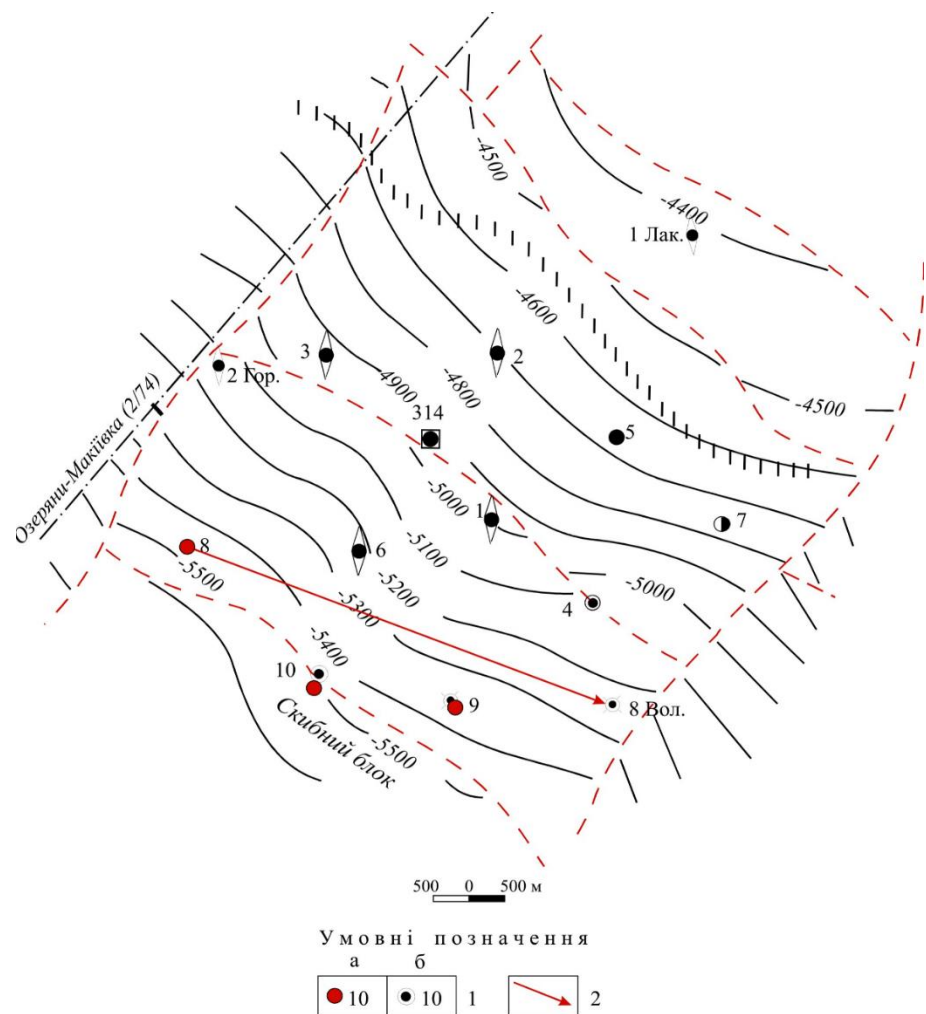 -4500
-4400
1 Лак.
-4600
3
2
2 Гор.
-4900
-4800
-4500
314
5
Озеряни-Макіївка (2/74)
-5000
1
7
-5100
8
6
-5500
-5200
-5000
-5300
4
-5400
10
9
8 Вол.
Скибний блок
-5500
500 0 500 м
Умовні позначення
а б
10 10 1 2